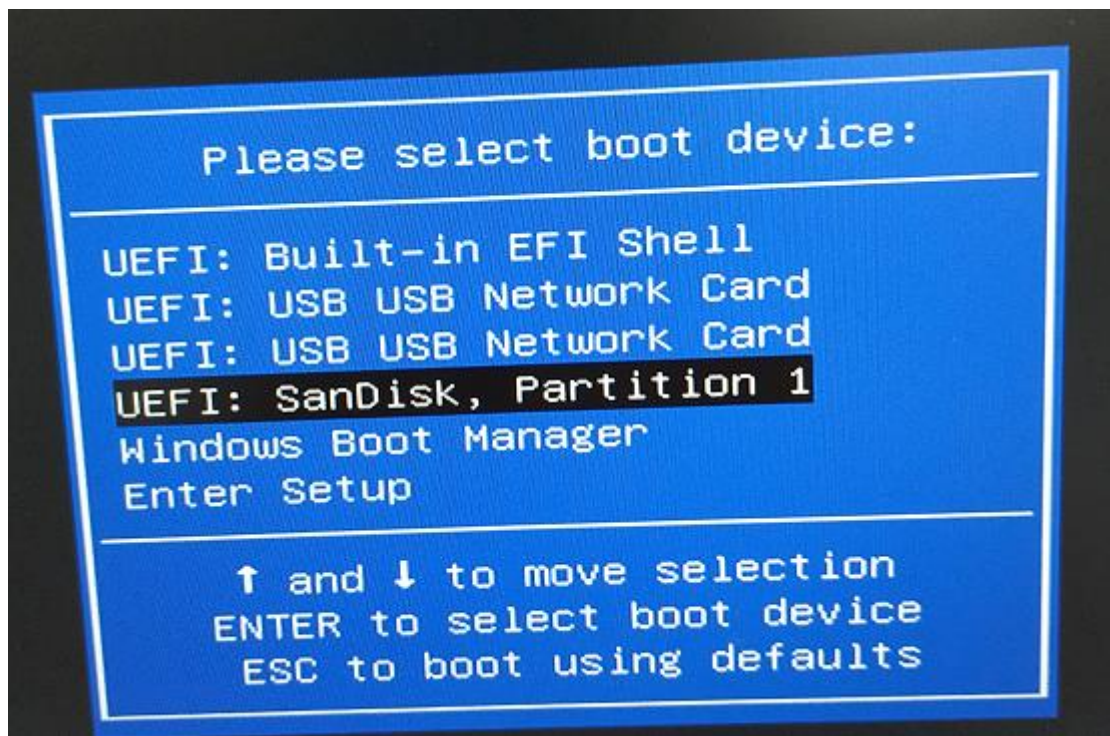 Please select boot device:
UEFI: Built-in EFI Shell
UEFI: USB USB Network Card
UEFI: USB USB Network Card
UEFI: SanDisk, Partition 1
Windows Boot Manager
Enter Setup
↑ and ↓ to move selection
ENTER to select boot device
ESC to boot using defaults